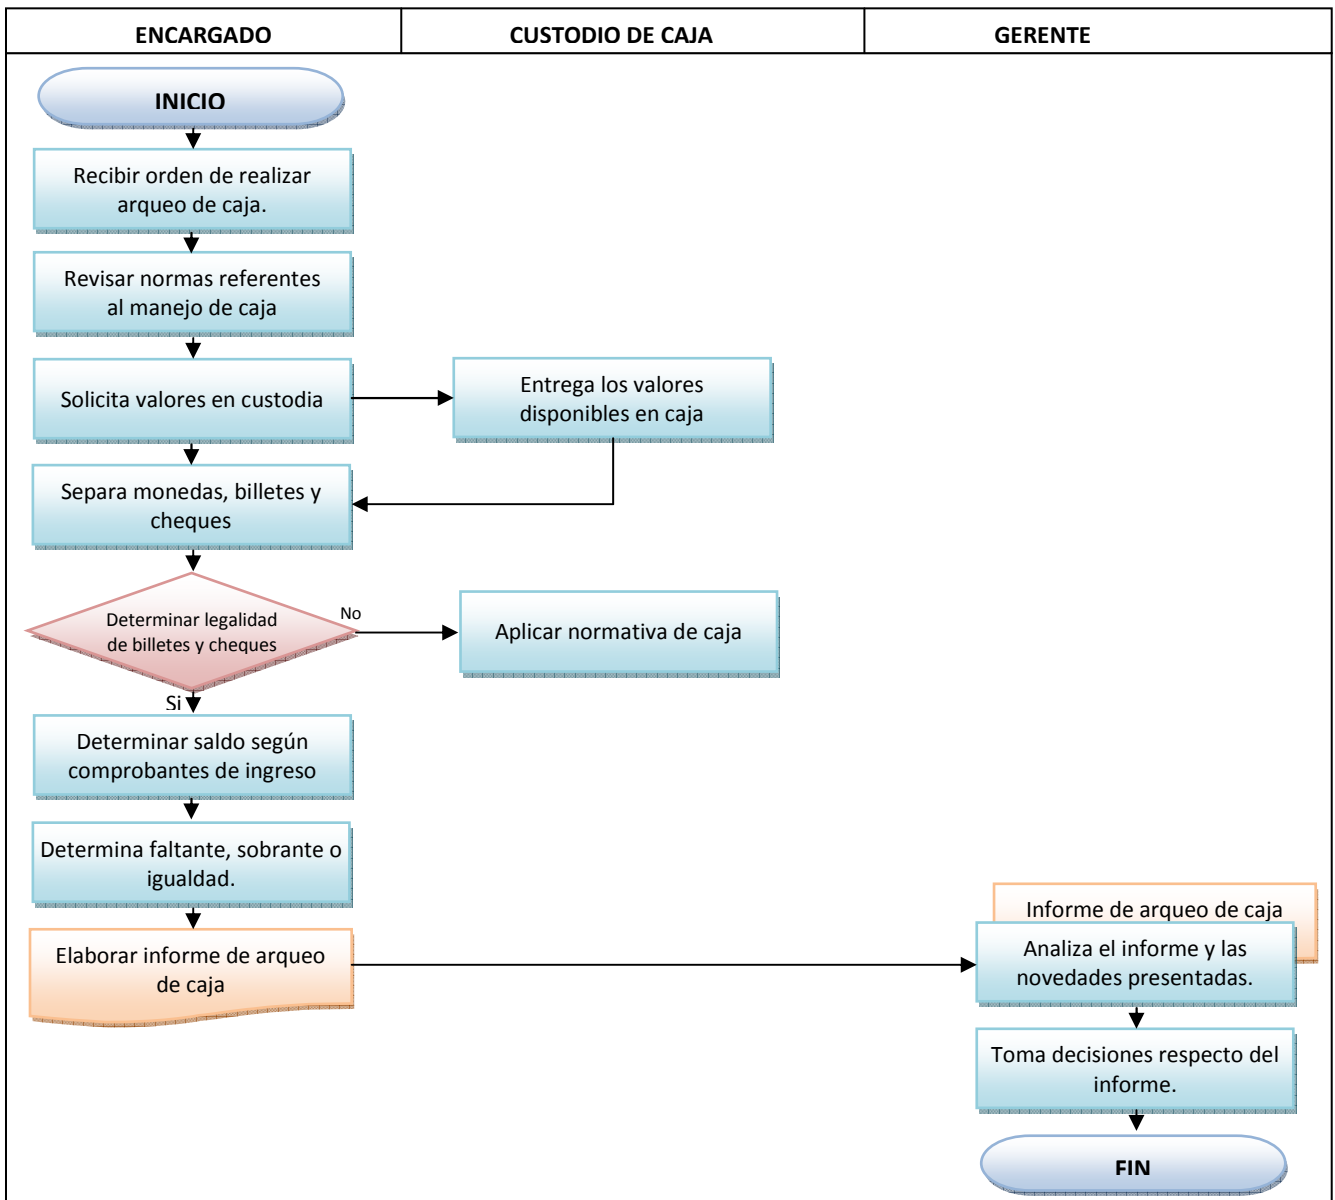 ENCARGADO
CUSTODIO DE CAJA
GERENTE
INICIO
Recibir orden de realizar
arqueo de caja.
Revisar normas referentes
al manejo de caja
Solicita valores en custodia
Entrega los valores
disponibles en caja
Separa monedas, billetes y
cheques
Determinar legalidad
de billetes y cheques
No
Aplicar normativa de caja
Si
Determinar saldo según
comprobantes de ingreso
Determina faltante, sobrante o
igualdad.
Elaborar informe de arqueo
de caja
Informe de arqueo de caja
Analiza el informe y las
novedades presentadas.
Toma decisiones respecto del
informe.
FIN